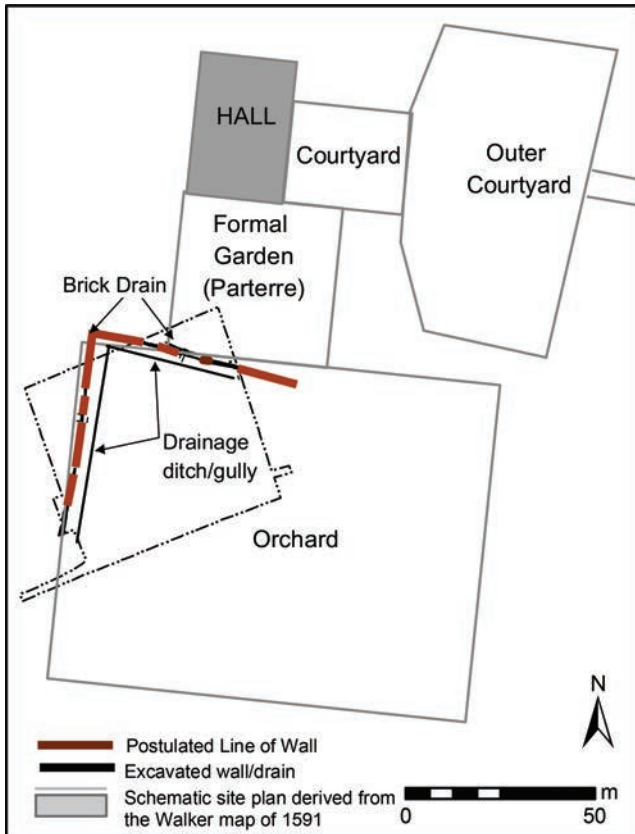 HALL
Courtyard
Outer
Courtyard
Formal
Garden
(Parterre)
Brick Drain
Drainage
ditch/gully
Orchard
N
Postulated Line of Wall
Excavated wall/drain
Schematic site plan derived from
the Walker map of 1591
m
0 50